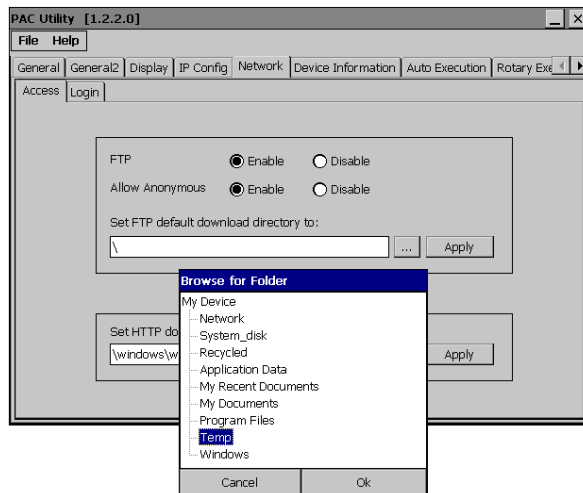 PAC Utility [1.2.2.0]
File Help
General General2 Display IP Config Network Device Information Auto Execution Rotary Exe
Access Login
FTP Enable Disable
Allow Anonymous Enable Disable
Set FTP default download directory to:
\ ... Apply
Browse for Folder
My Device
Network
System_disk
Recycled
Application Data
My Recent Documents
My Documents
Program Files
Temp
Windows
Cancel Ok
Set HTTP do
\windows\w Apply